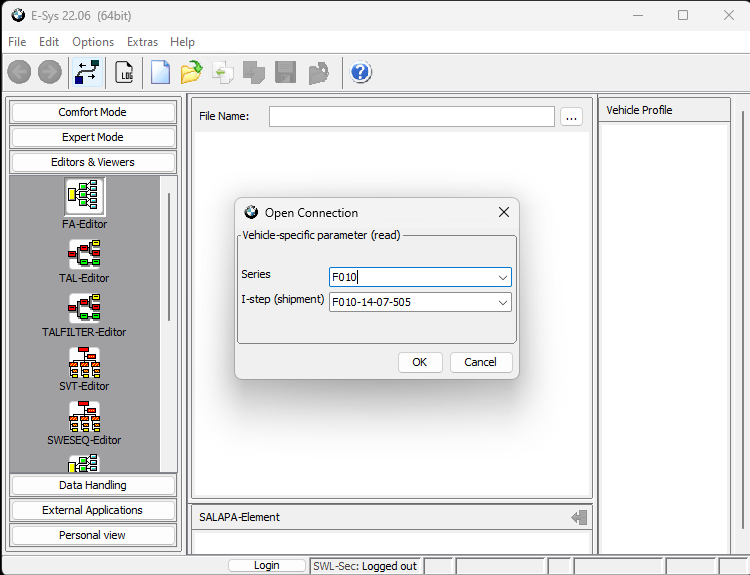 E-Sys 22.06 (64bit)
File Edit Options Extras Help
LOG
?
Comfort Mode
Expert Mode
Editors & Viewers
FA-Editor
TAL-Editor
TALFILTER-Editor
SVT-Editor
SWESEQ-Editor
Data Handling
External Applications
Personal view
File Name:
...
Vehicle Profile
Open Connection
Vehicle-specific parameter (read)
Series
F010
I-step (shipment)
F010-14-07-505
OK
Cancel
SALAPA-Element
Login
SWL-Sec: Logged out